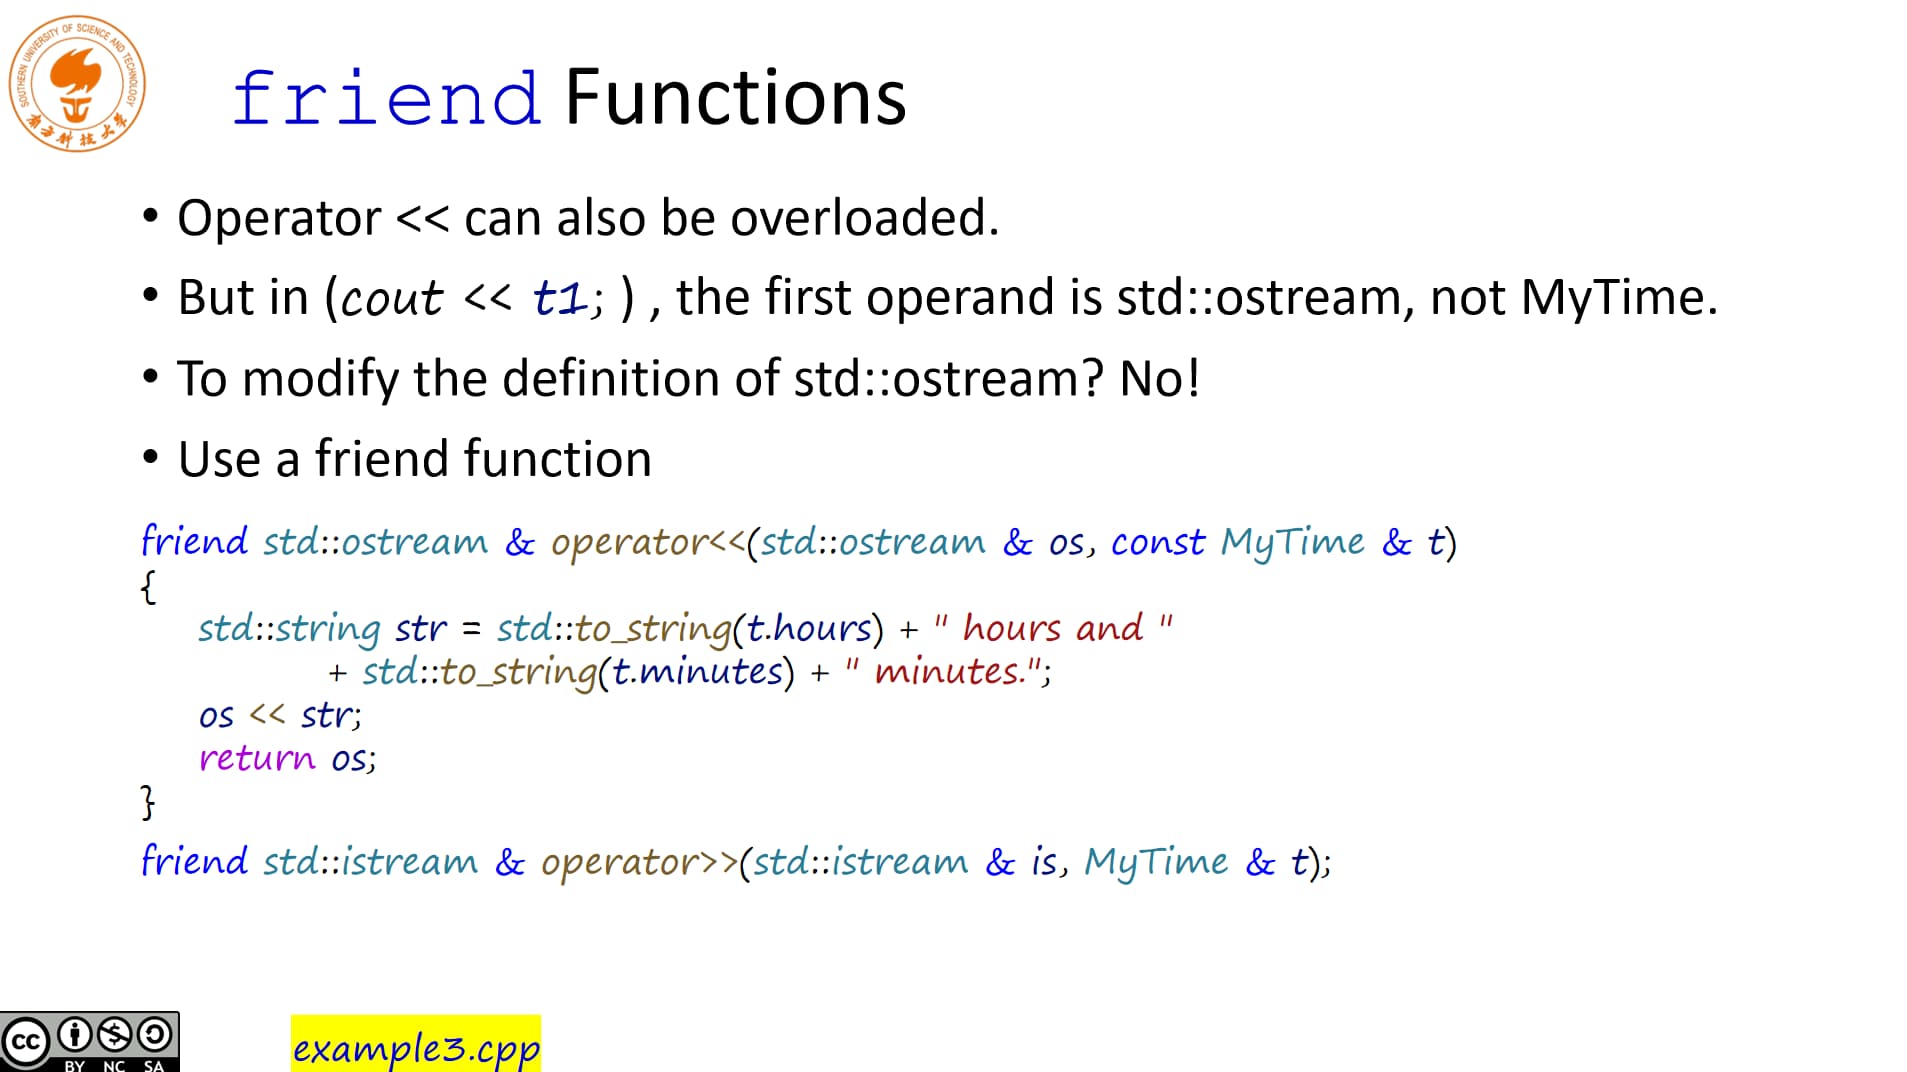 SOUTHERN UNIVERSITY OF SCIENCE AND TECHNOLOGY
南方科技大学
friend Functions
• Operator << can also be overloaded.
• But in (cout << t1; ) , the first operand is std::ostream, not MyTime.
• To modify the definition of std::ostream? No!
• Use a friend function
friend std::ostream & operator<<(std::ostream & os, const MyTime & t)
{
std::string str = std::to_string(t.hours) + " hours and "
+ std::to_string(t.minutes) + " minutes.";
os << str;
return os;
}
friend std::istream & operator>>(std::istream & is, MyTime & t);
cc
BY NC SA
example3.cpp